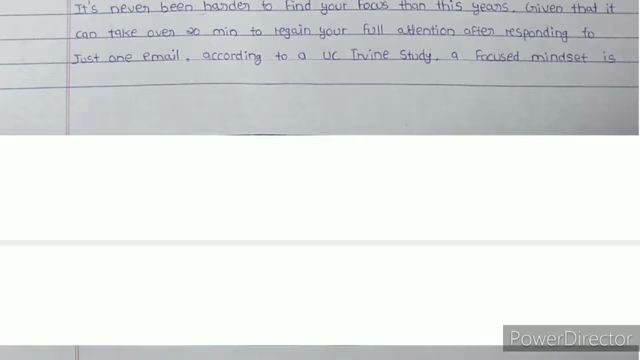 It's never been harder to find your focus than this years. Given that it
can take over 20 min to regain your full attention after responding to
Just one email, according to a UC Irvine Study, a focused mindset is
PowerDirector